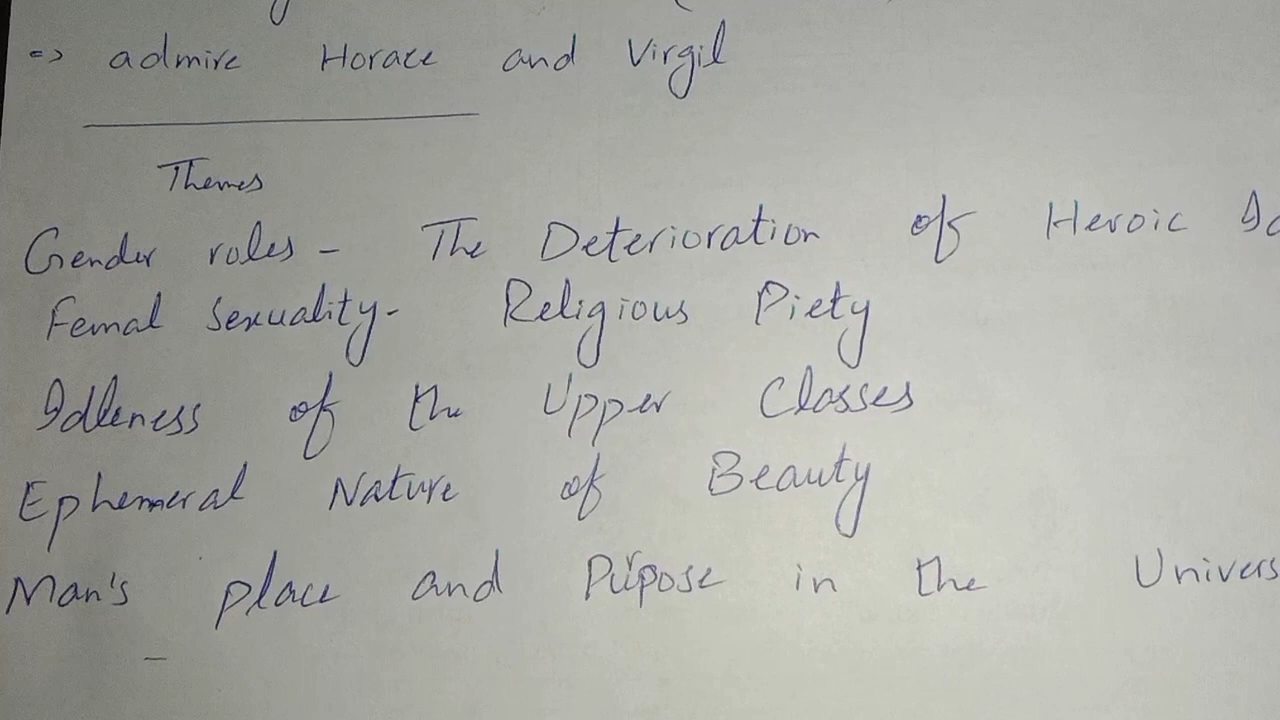 => admire Horace and Virgil
Themes
Gender roles - The Deterioration of Heroic
Femal Sexuality - Religious Piety
Idleness of the Upper Classes
Ephemeral Nature of Beauty
Man's place and Purpose in the Univers